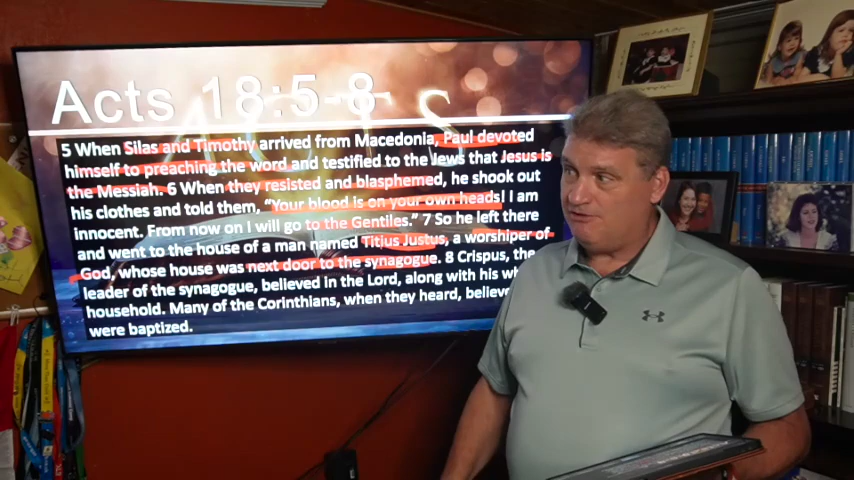 Acts 18:5-8
5 When Silas and Timothy arrived from Macedonia, Paul devoted
himself to preaching the word and testified to the Jews that Jesus is
the Messiah. 6 When they resisted and blasphemed, he shook out
his clothes and told them, “Your blood is on your own heads! I am
innocent. From now on I will go to the Gentiles.” 7 So he left there
and went to the house of a man named Titius Justus, a worshiper of
God, whose house was next door to the synagogue. 8 Crispus, the
leader of the synagogue, believed in the Lord, along with his
household. Many of the Corinthians, when they heard,
were baptized.